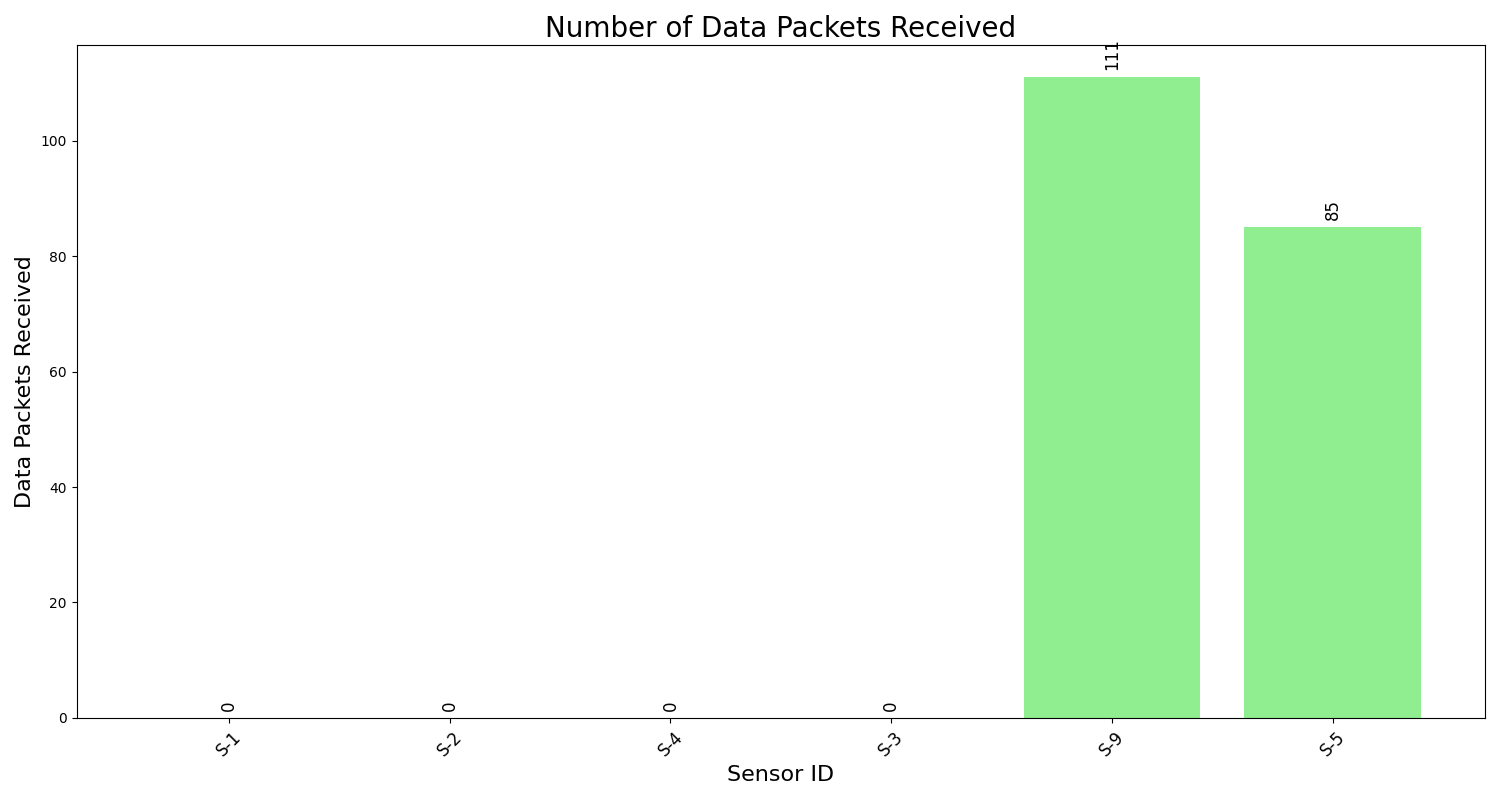 Number of Data Packets Received
Data Packets Received
100
80
60
40
20
0
0
0
0
0
111
85
S-1
S-2
S-4
S-3
S-9
S-5
Sensor ID